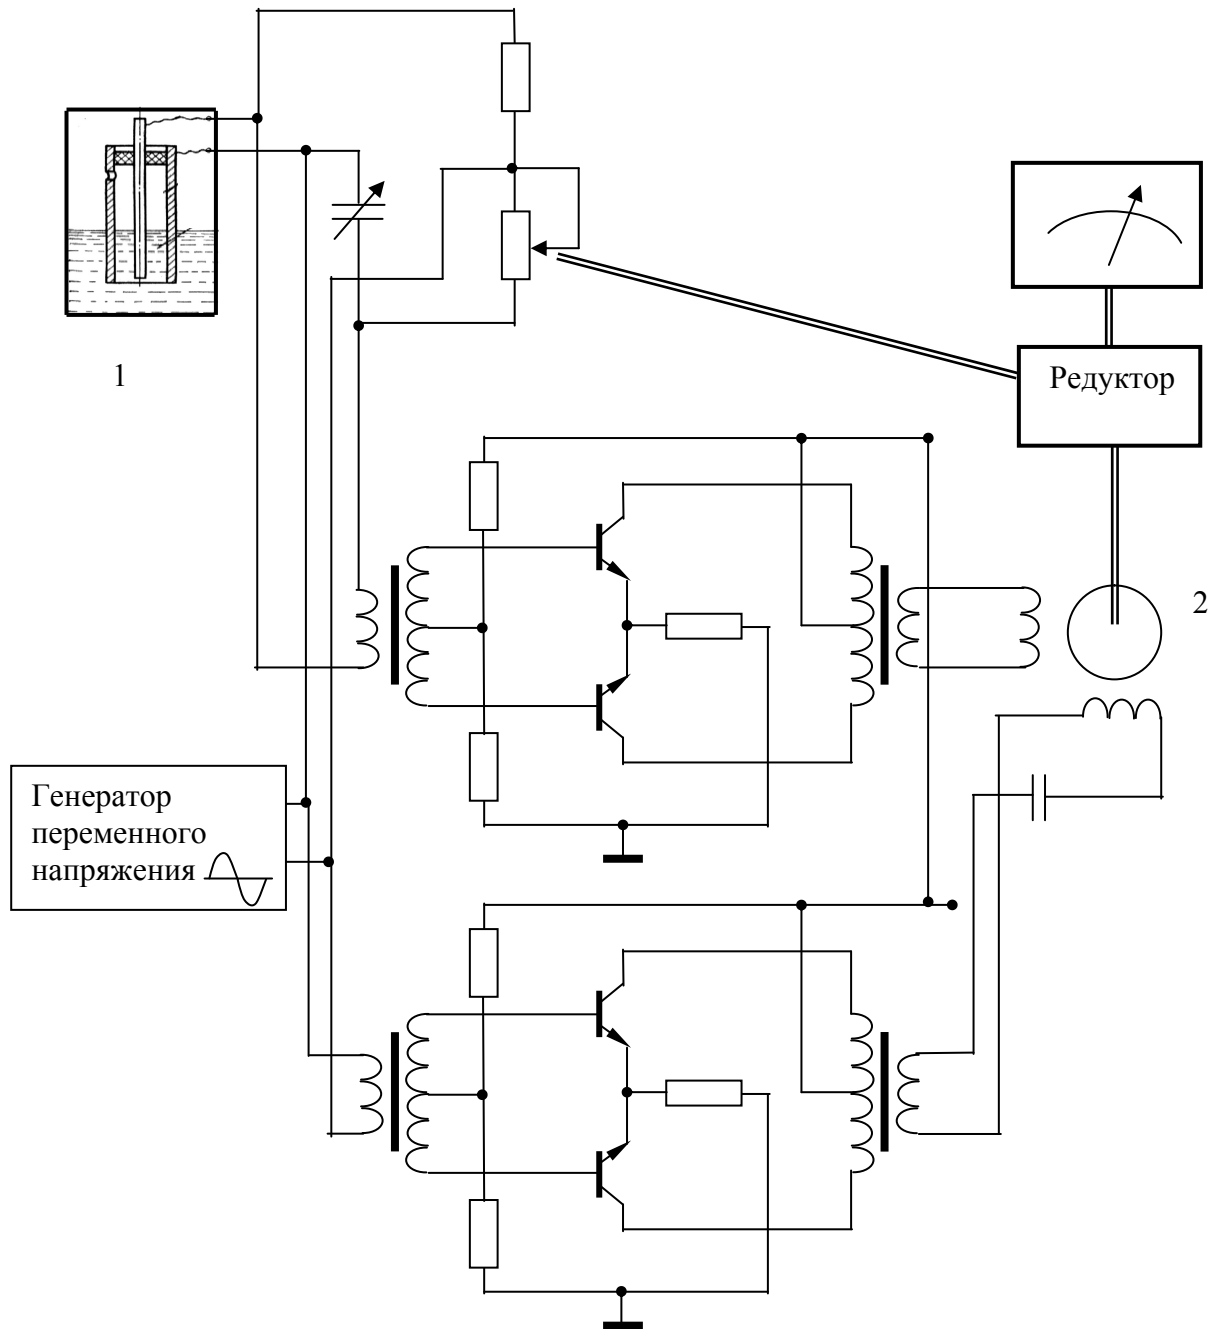 1
Редуктор
2
Генератор
переменного
напряжения